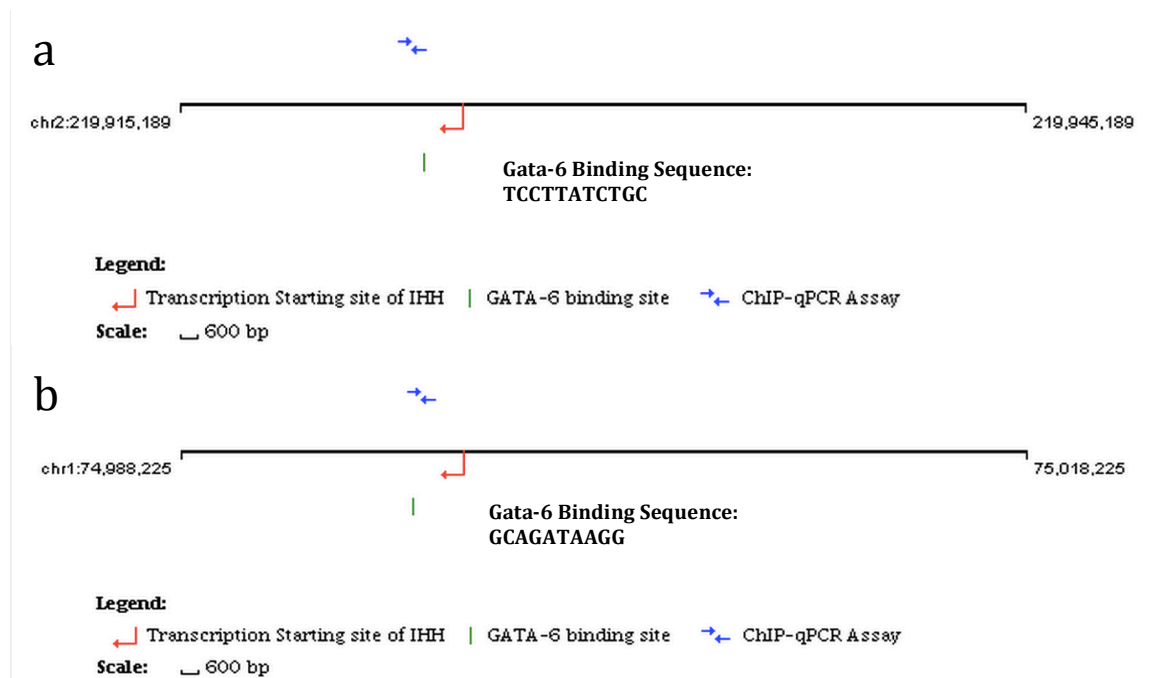 a
chr2:219,915,189
219,945,189
Gata-6 Binding Sequence:
TCCTTATCTGC
Legend:
Transcription Starting site of IHH GATA-6 binding site ChIP-qPCR Assay
Scale: 600 bp
b
chr1:74,988,225
75,018,225
Gata-6 Binding Sequence:
GCAGATAAGG
Legend:
Transcription Starting site of IHH GATA-6 binding site ChIP-qPCR Assay
Scale: 600 bp